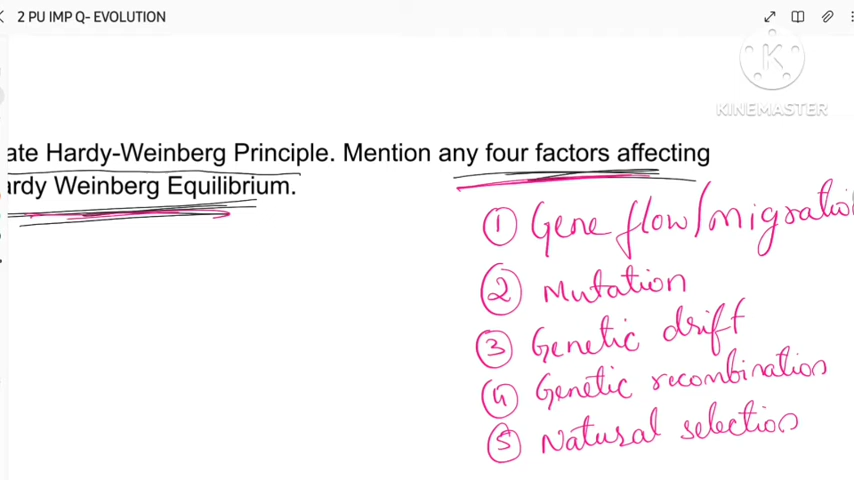 2 PU IMP Q- EVOLUTION
KINEMASTER
ate Hardy-Weinberg Principle. Mention any four factors affecting
ardy Weinberg Equilibrium.
① Gene flow/migratio
② Mutation
③ Genetic drift
④ Genetic recombination
⑤ Natural selection